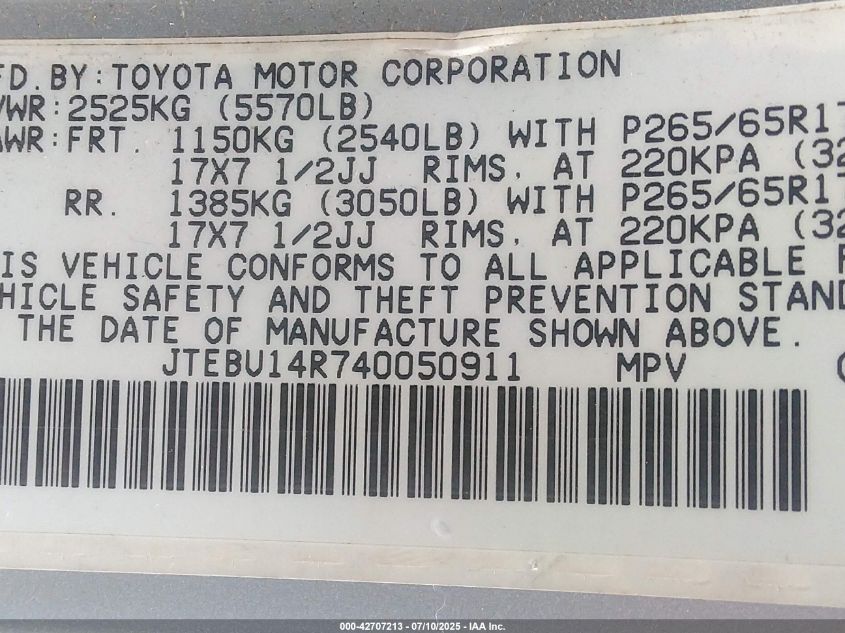 FD. BY: TOYOTA MOTOR CORPORATION
VWR: 2525KG (5570LB)
AWR: FRT. 1150KG (2540LB) WITH P265/65R17
17X7 1/2JJ RIMS, AT 220KPA (32
RR. 1385KG (3050LB) WITH P265/65R17
17X7 1/2JJ RIMS, AT 220KPA (32
IS VEHICLE CONFORMS TO ALL APPLICABLE F
HICLE SAFETY AND THEFT PREVENTION STAND
THE DATE OF MANUFACTURE SHOWN ABOVE.
JTEBU14R740050911 MPV
000-42707213 - 07/10/2025 - IAA Inc.